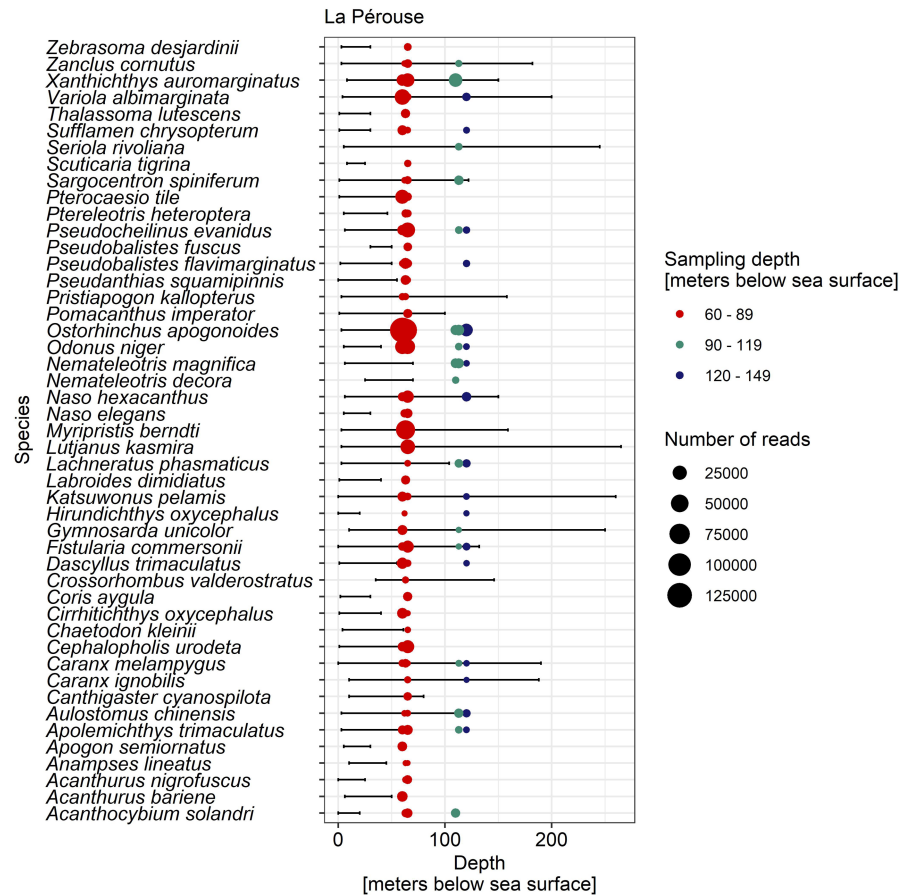 La Pérouse
Zebrasoma desjardinii
Zanclus cornutus
Xanthichthys auromarginatus
Variola albimarginata
Thalassoma lutescens
Sufflamen chrysopterum
Seriola rivoliana
Scuticaria tigrina
Sargocentron spiniferum
Pterocaesio tile
Ptereleotris heteroptera
Pseudocheilinus evanidus
Pseudobalistes fuscus
Pseudobalistes flavimarginatus
Pseudanthias squamipinnis
Pristiapogon kallopterus
Pomacanthus imperator
Ostorhinchus apogonoides
Odonus niger
Nemateleotris magnifica
Nemateleotris decora
Naso hexacanthus
Naso elegans
Myripristis berndti
Lutjanus kasmira
Lachneratus phasmaticus
Labroides dimidiatus
Katsuwonus pelamis
Hirundichthys oxycephalus
Gymnosarda unicolor
Fistularia commersonii
Dascyllus trimaculatus
Crossorhombus valderostratus
Coris aygula
Cirrhitichthys oxycephalus
Chaetodon kleinii
Cephalopholis urodeta
Caranx melampygus
Caranx ignobilis
Canthigaster cyanospilota
Aulostomus chinensis
Apolemichthys trimaculatus
Apogon semiornatus
Anampses lineatus
Acanthurus nigrofuscus
Acanthurus bariene
Acanthocybium solandri
Species
0 100 200
Depth
[meters below sea surface]
Sampling depth
[meters below sea surface]
60 - 89
90 - 119
120 - 149
Number of reads
25000
50000
75000
100000
125000